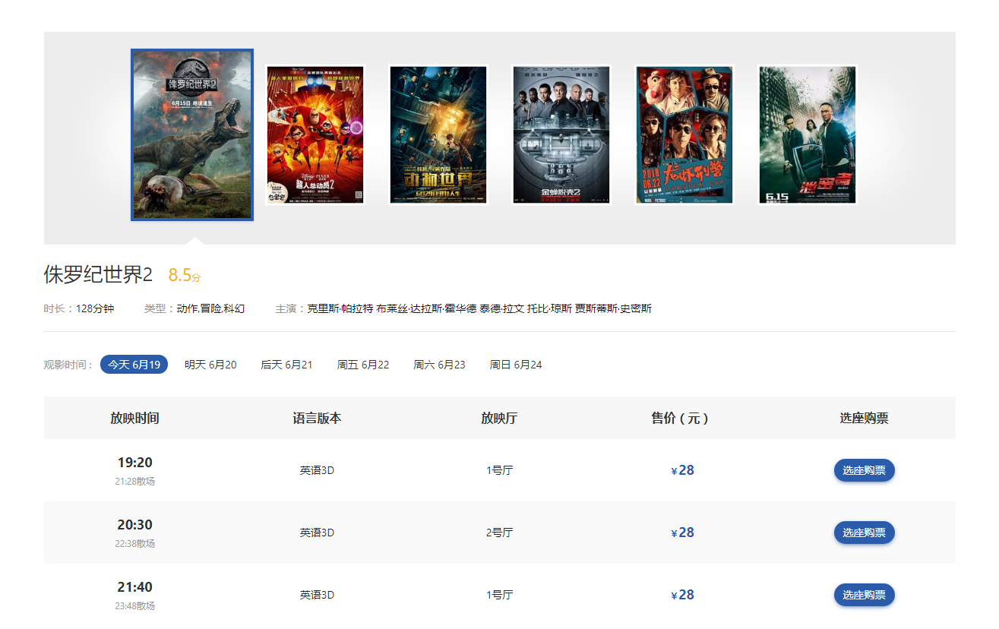 侏罗纪世界2
6月15日 绝境逢生
Disney PIXAR
超人总动员2
动物世界
6月29日
金蝉脱壳2
2018
06.22
龙虾刑警
泄密者
6.15
侏罗纪世界2 8.5分
时长：128分钟 类型：动作,冒险,科幻 主演：克里斯·帕拉特 布莱丝·达拉斯·霍华德 泰德·拉文 托比·琼斯 贾斯蒂斯·史密斯
观影时间： 今天 6月19 明天 6月20 后天 6月21 周五 6月22 周六 6月23 周日 6月24
放映时间 语言版本 放映厅 售价（元） 选座购票
19:20
21:28散场 英语3D 1号厅 ¥28 选座购票
20:30
22:38散场 英语3D 2号厅 ¥28 选座购票
21:40
23:48散场 英语3D 1号厅 ¥28 选座购票